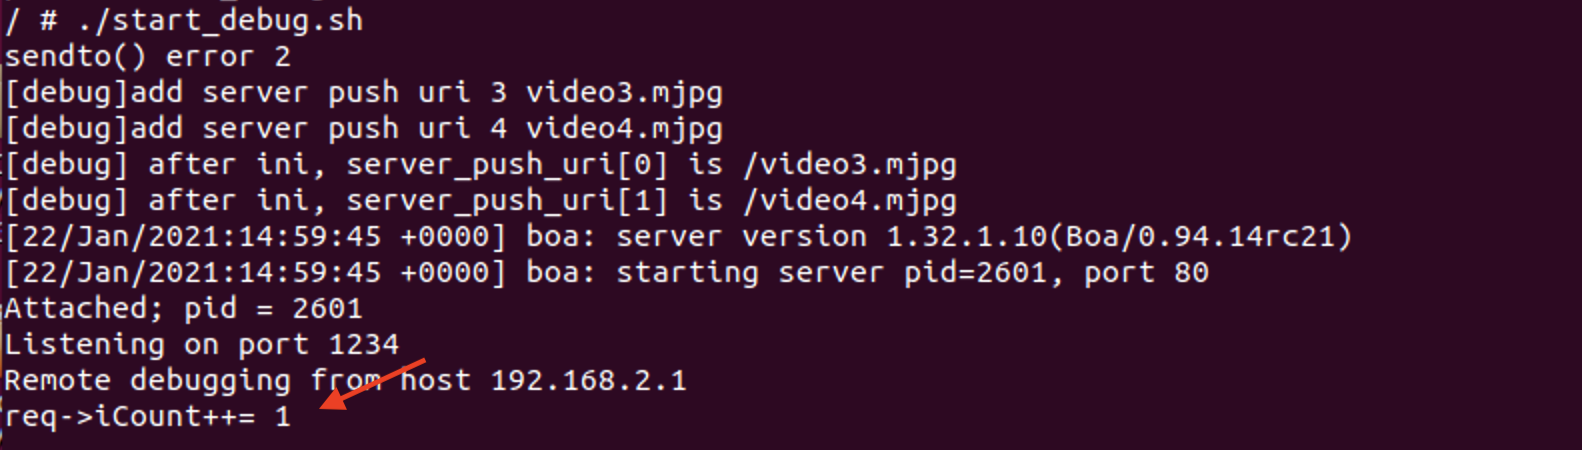 / # ./start_debug.sh
sendto() error 2
[debug]add server push uri 3 video3.mjpg
[debug]add server push uri 4 video4.mjpg
[debug] after ini, server_push_uri[0] is /video3.mjpg
[debug] after ini, server_push_uri[1] is /video4.mjpg
[22/Jan/2021:14:59:45 +0000] boa: server version 1.32.1.10(Boa/0.94.14rc21)
[22/Jan/2021:14:59:45 +0000] boa: starting server pid=2601, port 80
Attached; pid = 2601
Listening on port 1234
Remote debugging from host 192.168.2.1
req->iCount++= 1